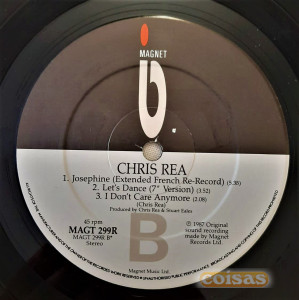 MAGNET
CHRIS REA
1. Josephine (Extended French Re-Record) (5.38)
2. Let's Dance (7" Version) (3.52)
3. I Don't Care Anymore (2.08)
(Chris Rea)
Produced by Chris Rea & Stuart Eales
45 rpm
MAGT 299R
MAGT 299R B*
Stereo
B
℗ 1987 Original
sound recording
made by Magnet
Records Ltd.
Magnet Music Ltd.
coisas